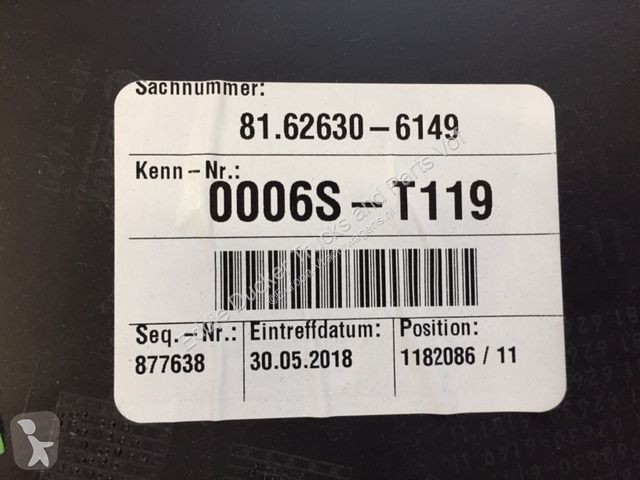 Sachnummer:
81.62630-6149
Kenn-Nr.:
0006S-T119
Seq.-Nr.:
877638
Eintreffdatum:
30.05.2018
Position:
1182086 / 11